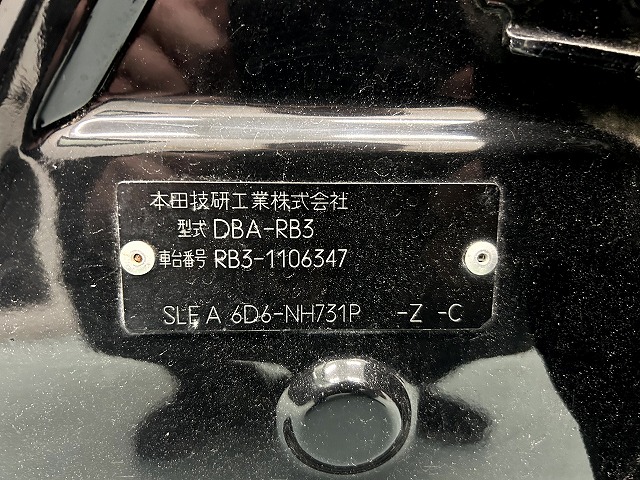 本田技研工業株式会社
型式 DBA-RB3
車台番号 RB3-1106347
SLE A 6D6-NH731P -Z -C